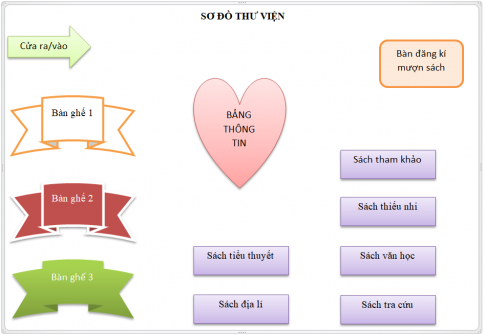 SƠ ĐỒ THƯ VIỆN
Cửa ra/vào
Bàn đăng kí
mượn sách
Bàn ghế 1
BẢNG
THÔNG
TIN
Sách tham khảo
Bàn ghế 2
Sách thiếu nhi
Sách tiểu thuyết
Sách văn học
Bàn ghế 3
Sách địa lí
Sách tra cứu